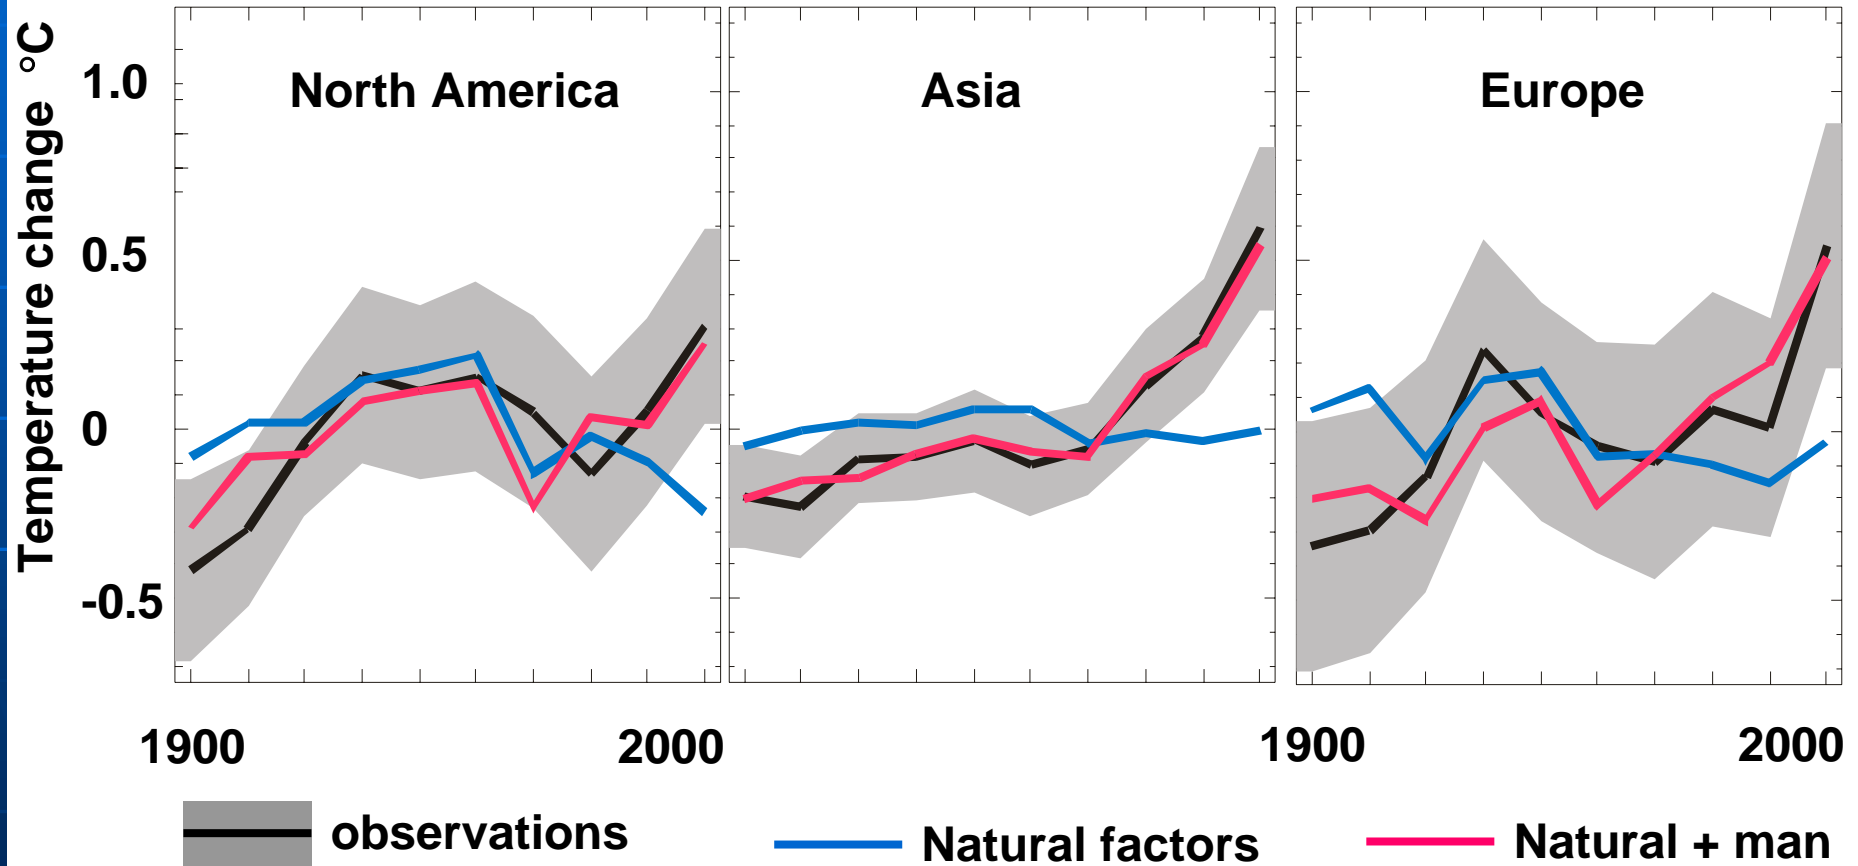 Temperature change °C
North America
Asia
Europe
1.0
0.5
0
-0.5
1900
2000
1900
2000
observations
Natural factors
Natural + man